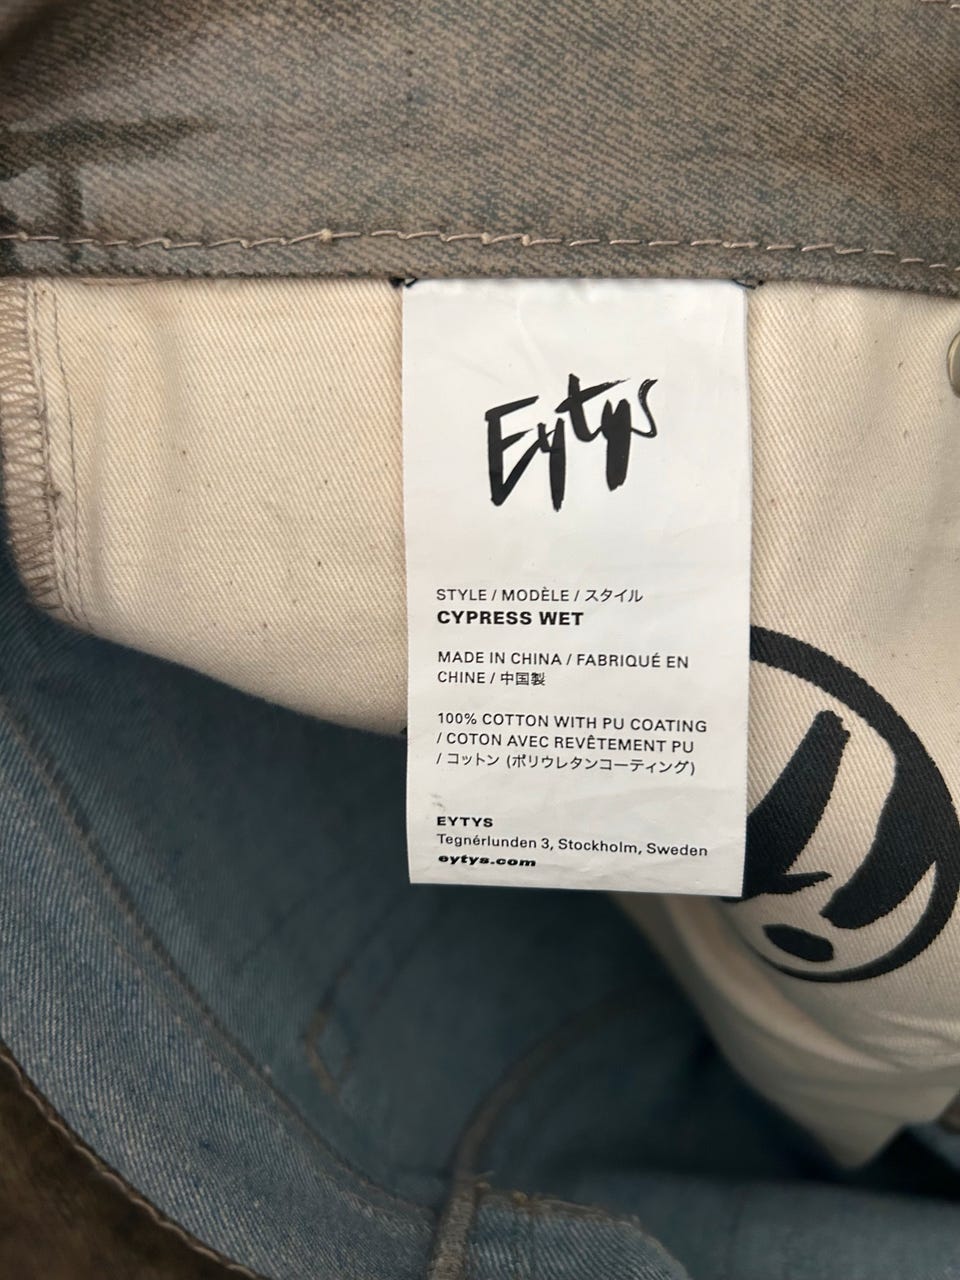 Eytys
STYLE / MODÈLE / スタイル
CYPRESS WET
MADE IN CHINA / FABRIQUÉ EN
CHINE / 中国製
100% COTTON WITH PU COATING
/ COTON AVEC REVÊTEMENT PU
/ コットン (ポリウレタンコーティング)
EYTYS
Tegnérlunden 3, Stockholm, Sweden
eytys.com